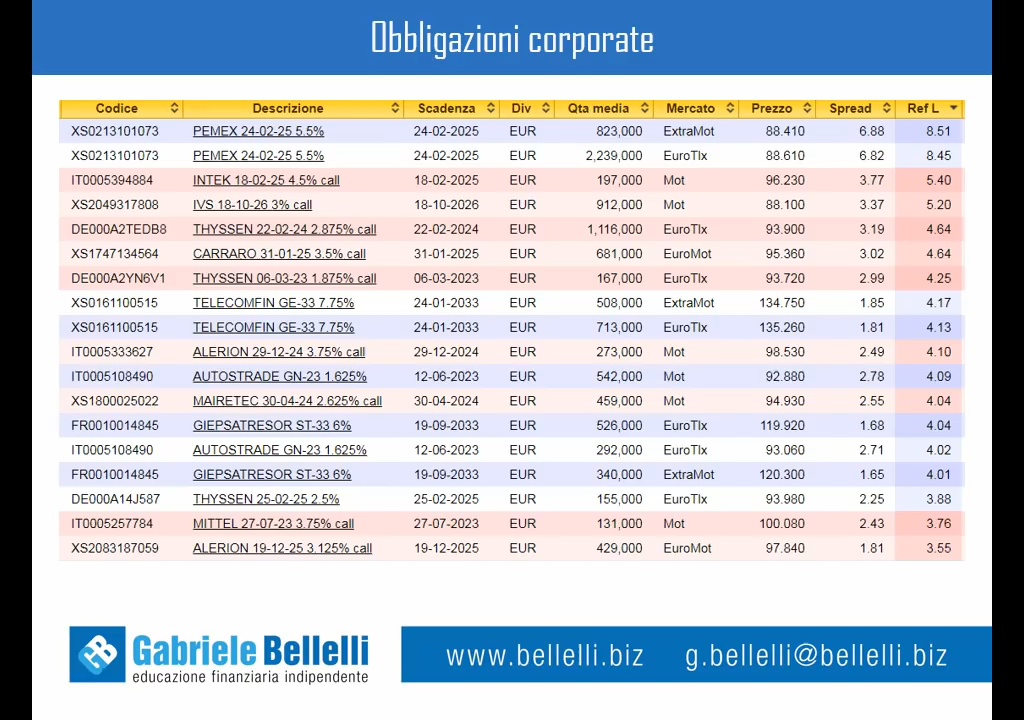 Obbligazioni corporate
Codice Descrizione Scadenza Div Qta media Mercato Prezzo Spread Ref L
XS0213101073 PEMEX 24-02-25 5.5% 24-02-2025 EUR 823,000 ExtraMot 88.410 6.88 8.51
XS0213101073 PEMEX 24-02-25 5.5% 24-02-2025 EUR 2,239,000 EuroTlx 88.610 6.82 8.45
IT0005394884 INTEK 18-02-25 4.5% call 18-02-2025 EUR 197,000 Mot 96.230 3.77 5.40
XS2049317808 IVS 18-10-26 3% call 18-10-2026 EUR 912,000 Mot 88.100 3.37 5.20
DE000A2TEDB8 THYSSEN 22-02-24 2.875% call 22-02-2024 EUR 1,116,000 EuroTlx 93.900 3.19 4.64
XS1747134564 CARRARO 31-01-25 3.5% call 31-01-2025 EUR 681,000 EuroMot 95.360 3.02 4.64
DE000A2YN6V1 THYSSEN 06-03-23 1.875% call 06-03-2023 EUR 167,000 EuroTlx 93.720 2.99 4.25
XS0161100515 TELECOMFIN GE-33 7.75% 24-01-2033 EUR 508,000 ExtraMot 134.750 1.85 4.17
XS0161100515 TELECOMFIN GE-33 7.75% 24-01-2033 EUR 713,000 EuroTlx 135.260 1.81 4.13
IT0005333627 ALERION 29-12-24 3.75% call 29-12-2024 EUR 273,000 Mot 98.530 2.49 4.10
IT0005108490 AUTOSTRADE GN-23 1.625% 12-06-2023 EUR 542,000 Mot 92.880 2.78 4.09
XS1800025022 MAIRETEC 30-04-24 2.625% call 30-04-2024 EUR 459,000 Mot 94.930 2.55 4.04
FR0010014845 GIEPSATRESOR ST-33 6% 19-09-2033 EUR 526,000 EuroTlx 119.920 1.68 4.04
IT0005108490 AUTOSTRADE GN-23 1.625% 12-06-2023 EUR 292,000 EuroTlx 93.060 2.71 4.02
FR0010014845 GIEPSATRESOR ST-33 6% 19-09-2033 EUR 340,000 ExtraMot 120.300 1.65 4.01
DE000A14J587 THYSSEN 25-02-25 2.5% 25-02-2025 EUR 155,000 EuroTlx 93.980 2.25 3.88
IT0005257784 MITTEL 27-07-23 3.75% call 27-07-2023 EUR 131,000 Mot 100.080 2.43 3.76
XS2083187059 ALERION 19-12-25 3.125% call 19-12-2025 EUR 429,000 EuroMot 97.840 1.81 3.55
Gabriele Bellelli
educazione finanziaria indipendente
www.bellelli.biz g.bellelli@bellelli.biz